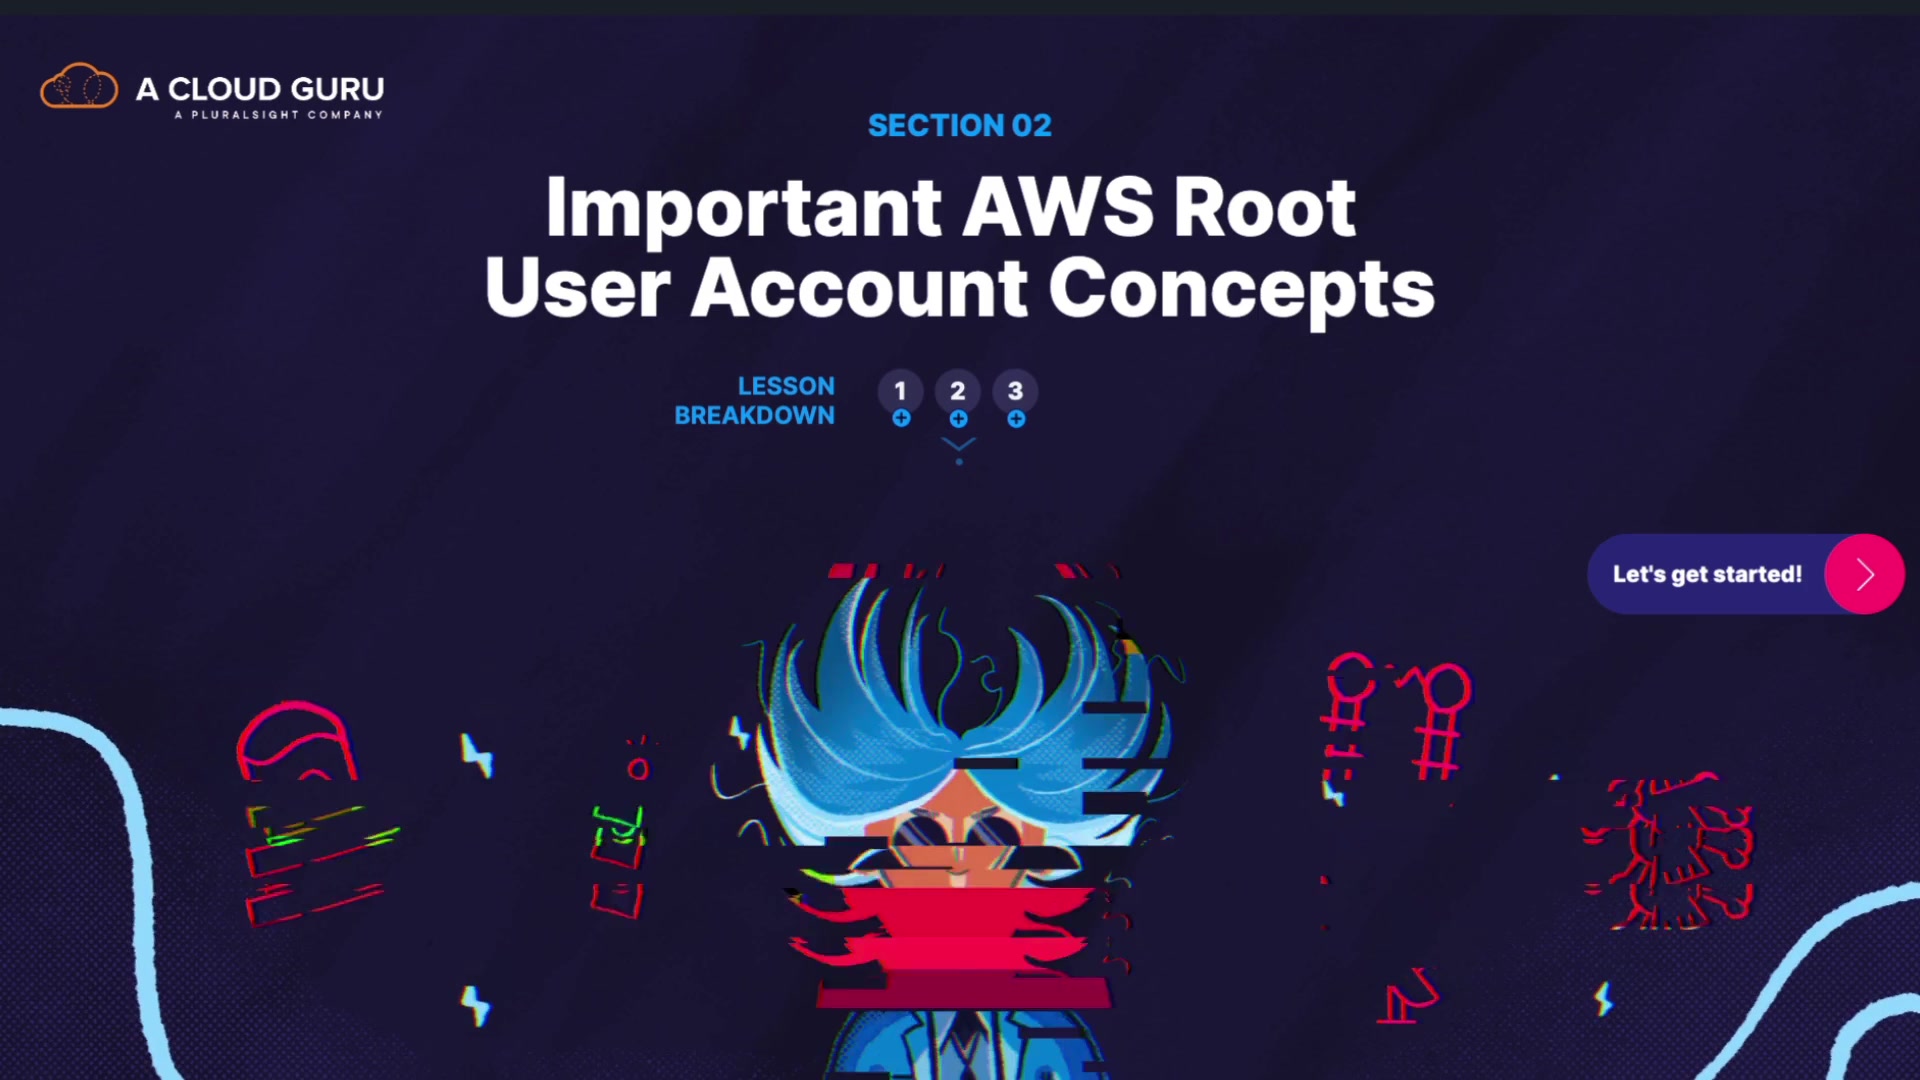 A CLOUD GURU
A PLURALSIGHT COMPANY
SECTION 02
Important AWS Root
User Account Concepts
LESSON
BREAKDOWN
1 2 3
Let's get started!